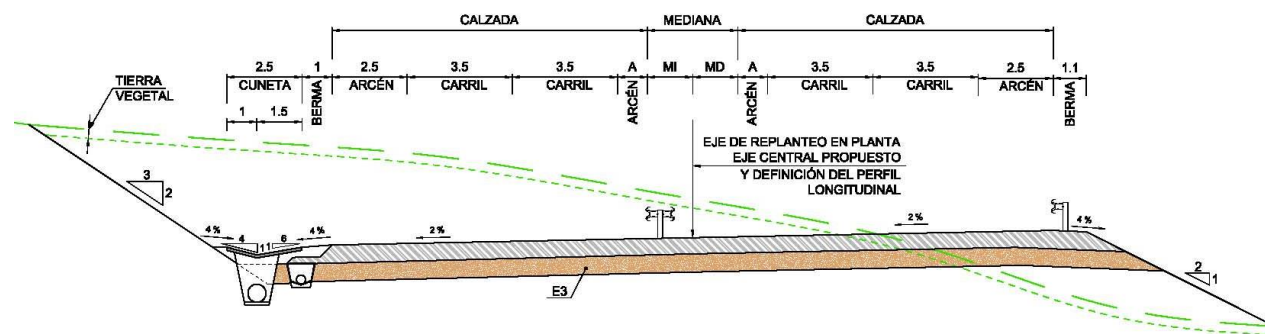 CALZADA MEDIANA CALZADA
2.5 1 2.5 3.5 3.5 A MI MD A 3.5 3.5 2.5 1.1
CUNETA BERMA ARCÉN CARRIL CARRIL ARCÉN ARCÉN CARRIL CARRIL ARCÉN BERMA
TIERRA
VEGETAL
1 1.5
EJE DE REPLANTEO EN PLANTA
EJE CENTRAL PROPUESTO
Y DEFINICIÓN DEL PERFIL
LONGITUDINAL
3
2
4 % 4 1 1 6 4 % 2 % 2 % 4 %
E3
2
1